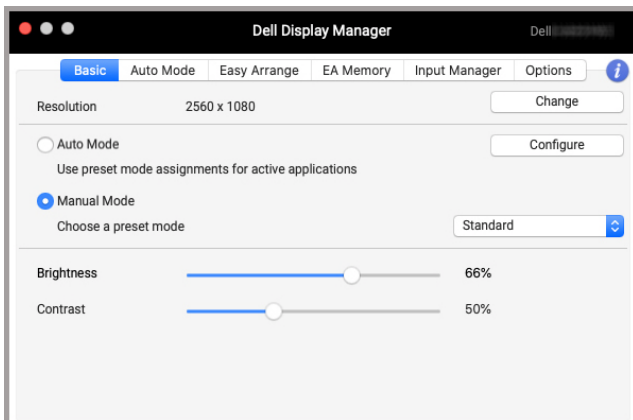 Dell Display Manager Dell
Basic Auto Mode Easy Arrange EA Memory Input Manager Options i
Resolution 2560 x 1080 Change
Auto Mode Configure
Use preset mode assignments for active applications
Manual Mode
Choose a preset mode Standard
Brightness 66%
Contrast 50%